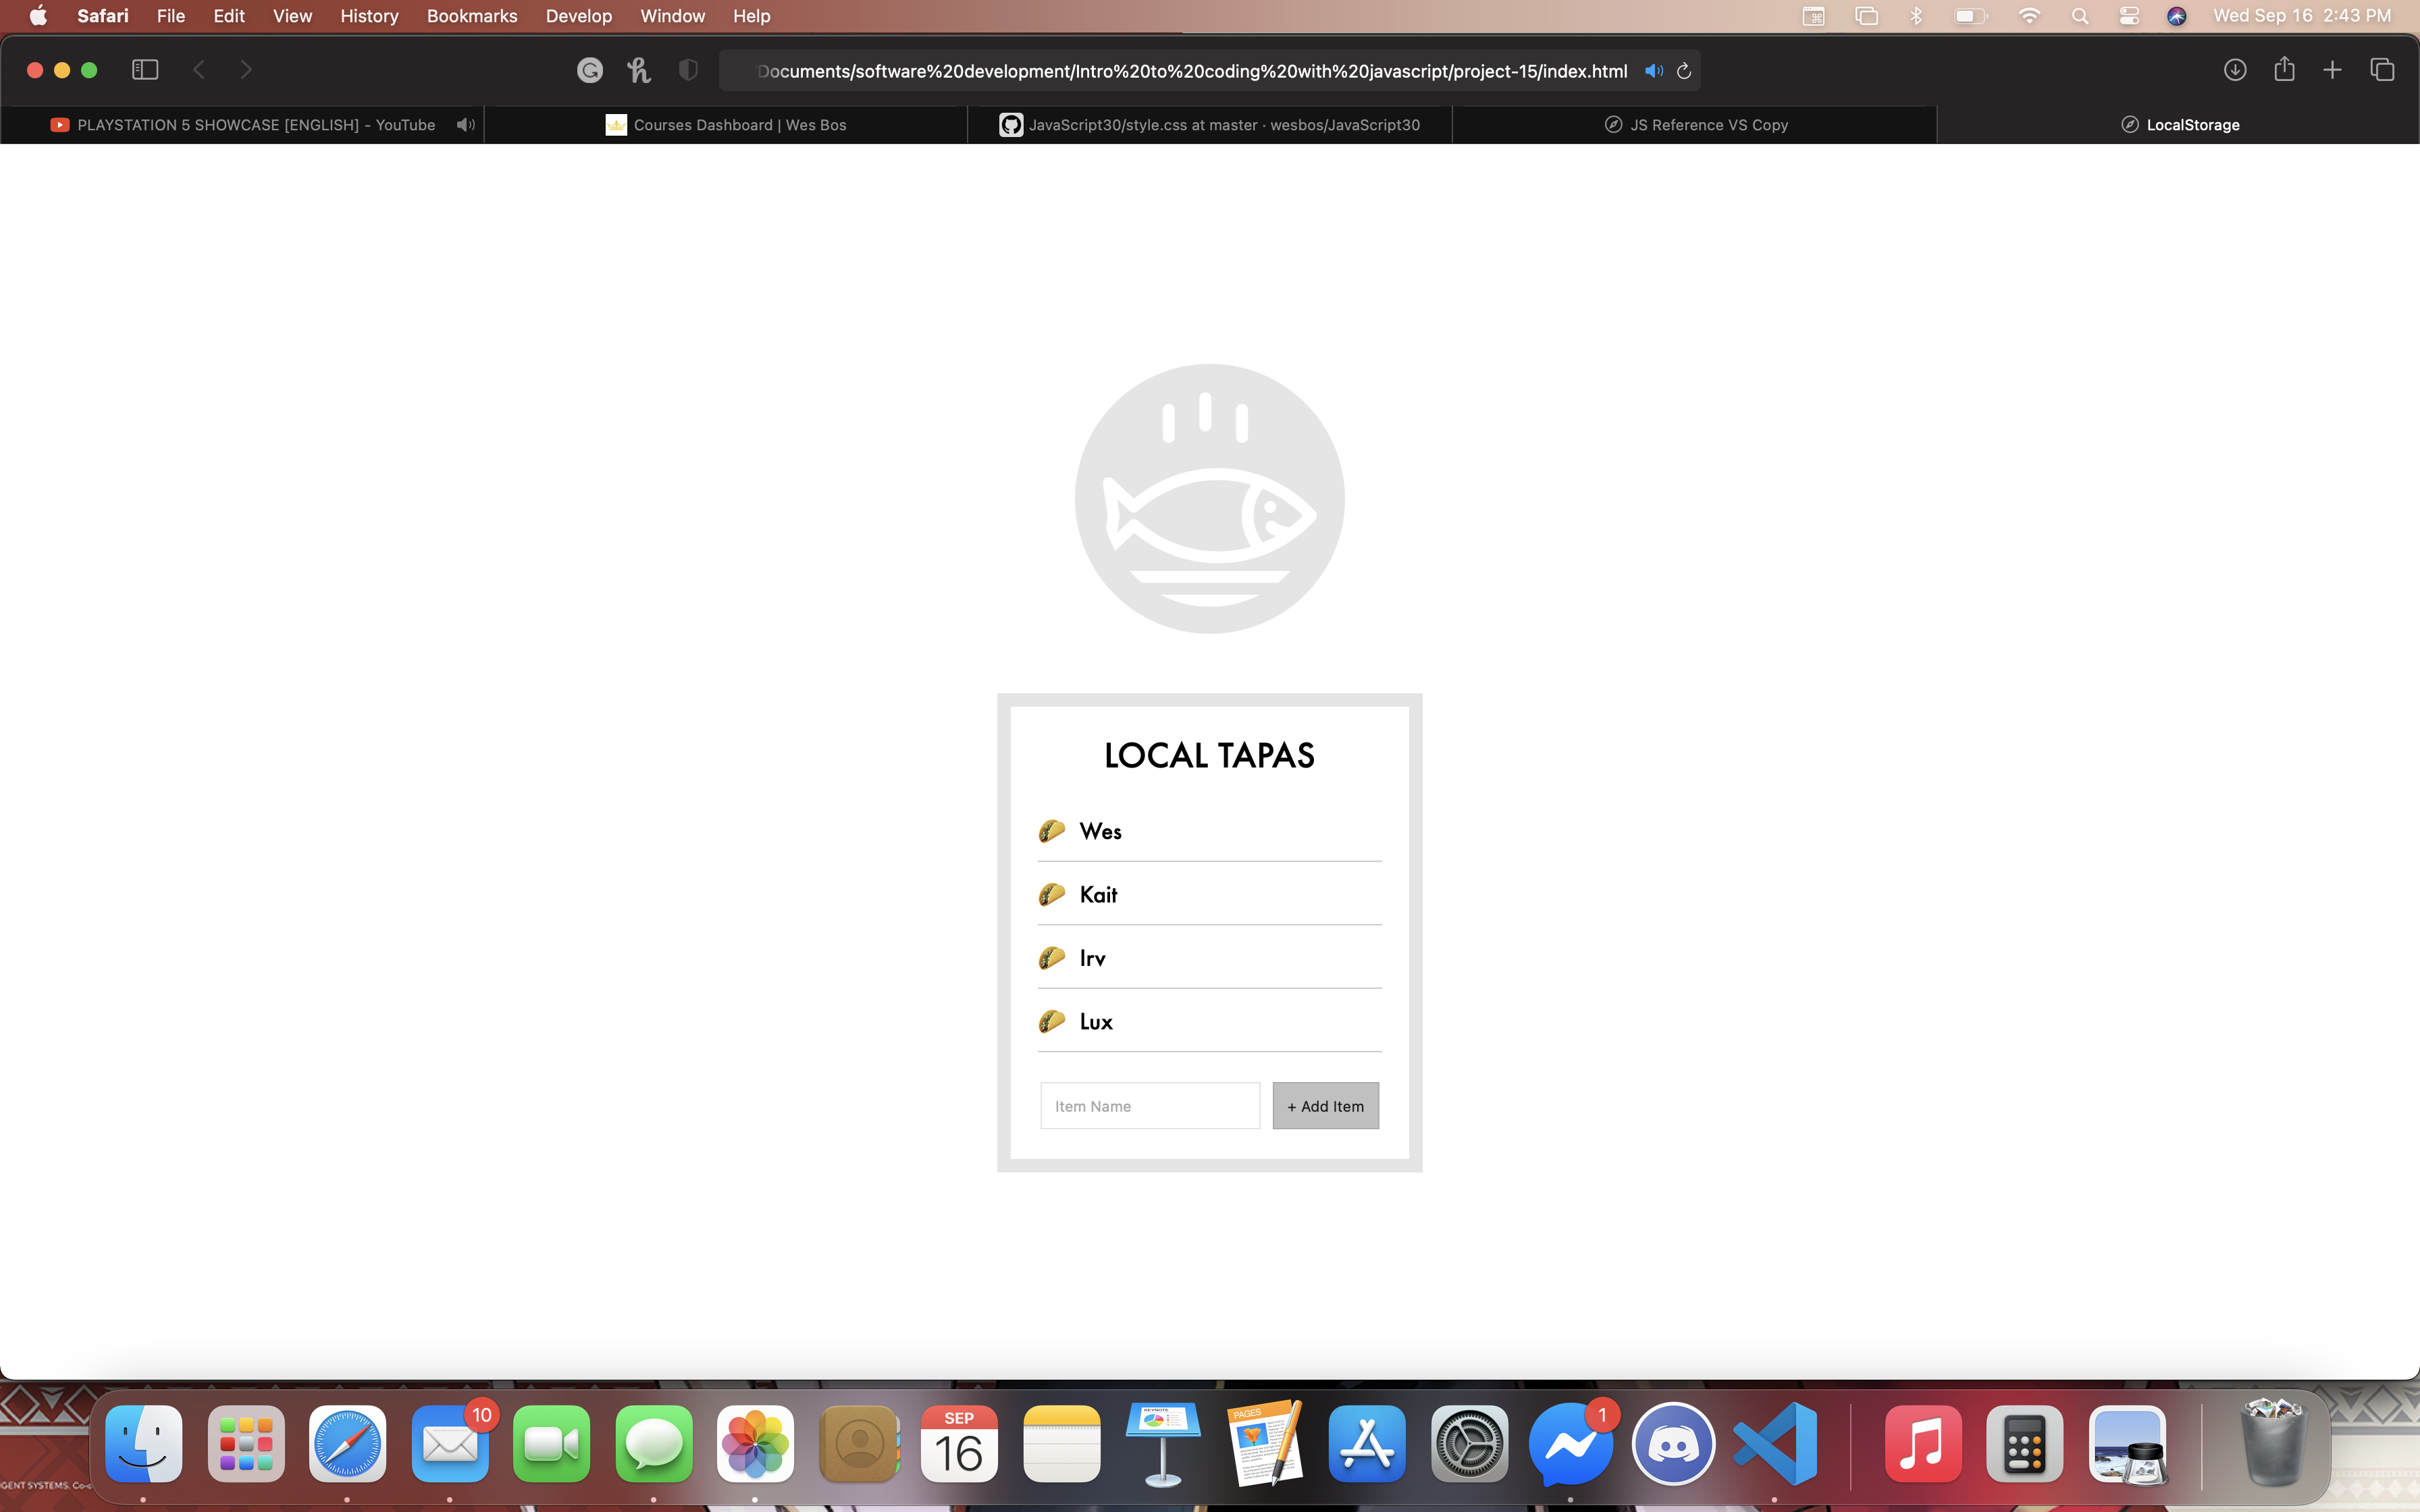 Safari File Edit View History Bookmarks Develop Window Help Wed Sep 16 2:43 PM
Documents/software%20development/Intro%20to%20coding%20with%20javascript/project-15/index.html
PLAYSTATION 5 SHOWCASE [ENGLISH] - YouTube Courses Dashboard | Wes Bos JavaScript30/style.css at master · wesbos/JavaScript30 JS Reference VS Copy LocalStorage
LOCAL TAPAS
Wes
Kait
Irv
Lux
Item Name + Add Item
10
SEP
16
KEYNOTE
PAGES
1
GENT SYSTEMS. Co-c